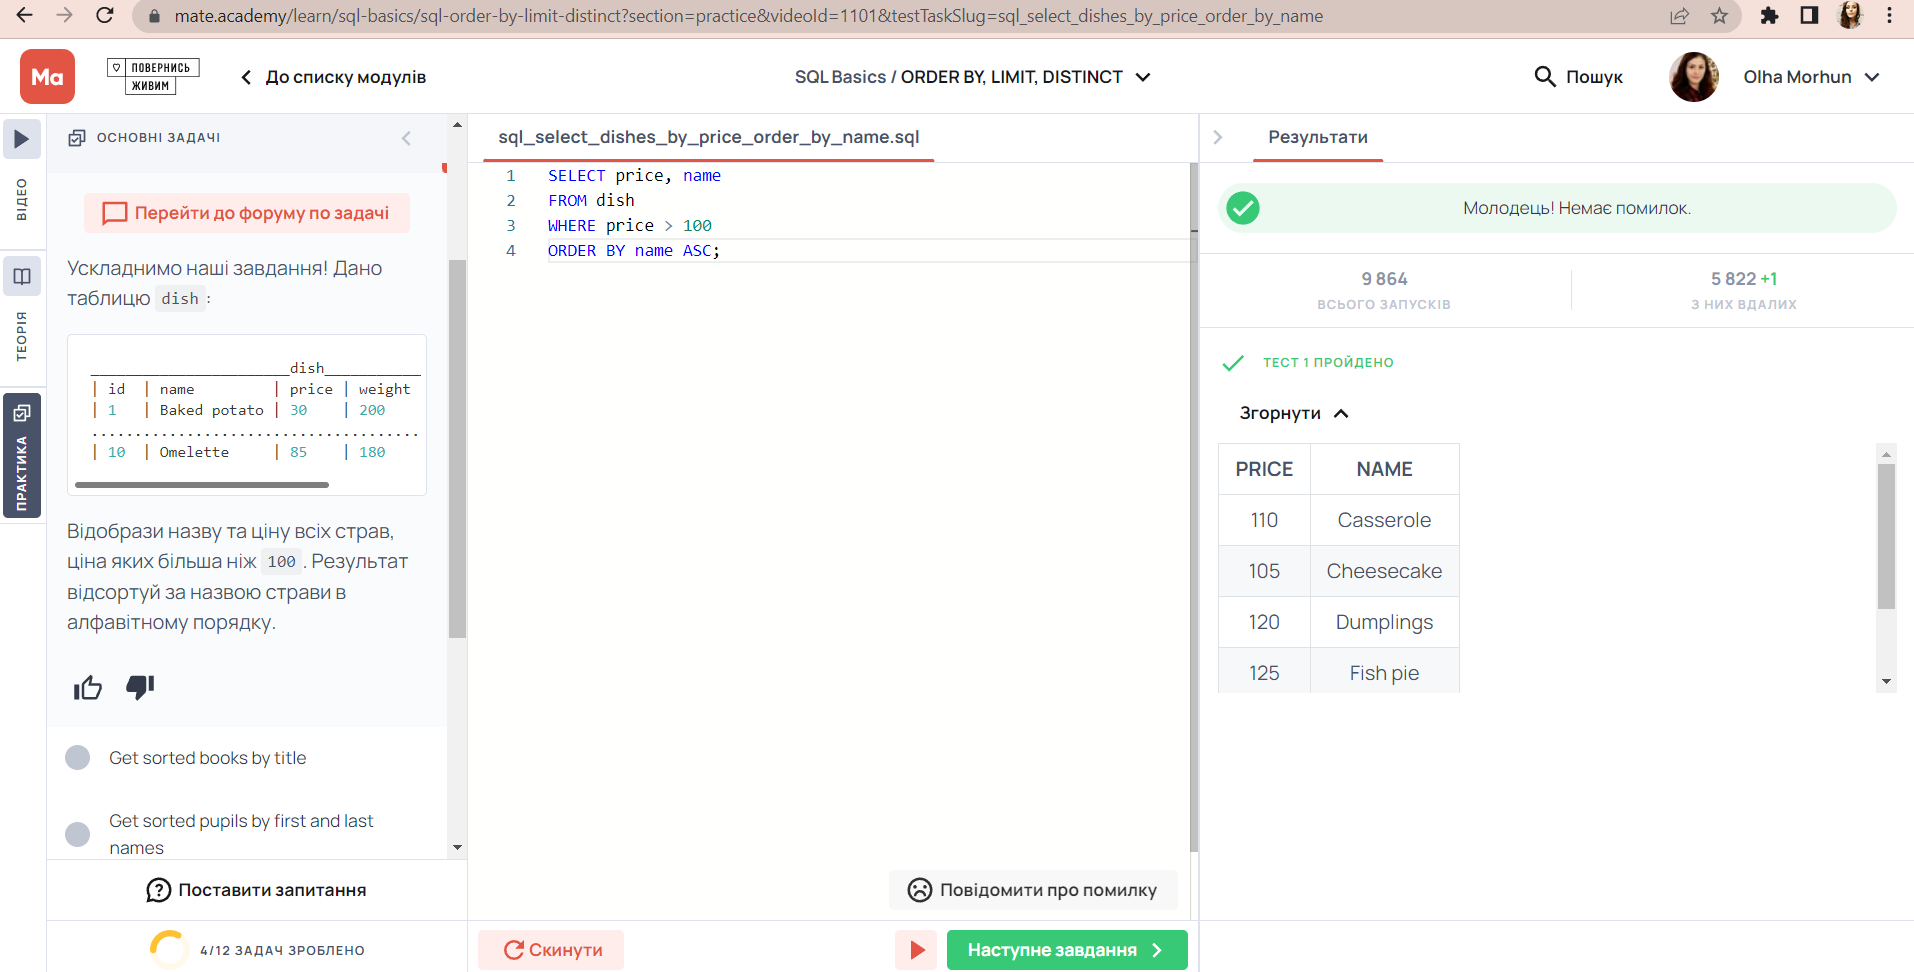 mate.academy/learn/sql-basics/sql-order-by-limit-distinct?section=practice&videoId=1101&testTaskSlug=sql_select_dishes_by_price_order_by_name
Ma
ПОВЕРНИСЬ
ЖИВИМ
До списку модулів
SQL Basics / ORDER BY, LIMIT, DISTINCT
Пошук
Olha Morhun
ВІДЕО
ТЕОРІЯ
ПРАКТИКА
ОСНОВНІ ЗАДАЧІ
Перейти до форуму по задачі
Ускладнимо наші завдання! Дано
таблицю dish :
_______________________dish___________
| id | name | price | weight
| 1 | Baked potato | 30 | 200
......................................
| 10 | Omelette | 85 | 180
Відобрази назву та ціну всіх страв,
ціна яких більша ніж 100 . Результат
відсортуй за назвою страви в
алфавітному порядку.
Get sorted books by title
Get sorted pupils by first and last
names
Поставити запитання
4/12 ЗАДАЧ ЗРОБЛЕНО
sql_select_dishes_by_price_order_by_name.sql
1 SELECT price, name
2 FROM dish
3 WHERE price > 100
4 ORDER BY name ASC;
Повідомити про помилку
Скинути
Наступне завдання
Результати
Молодець! Немає помилок.
9 864
ВСЬОГО ЗАПУСКІВ
5 822 +1
З НИХ ВДАЛИХ
ТЕСТ 1 ПРОЙДЕНО
Згорнути
PRICE NAME
110 Casserole
105 Cheesecake
120 Dumplings
125 Fish pie